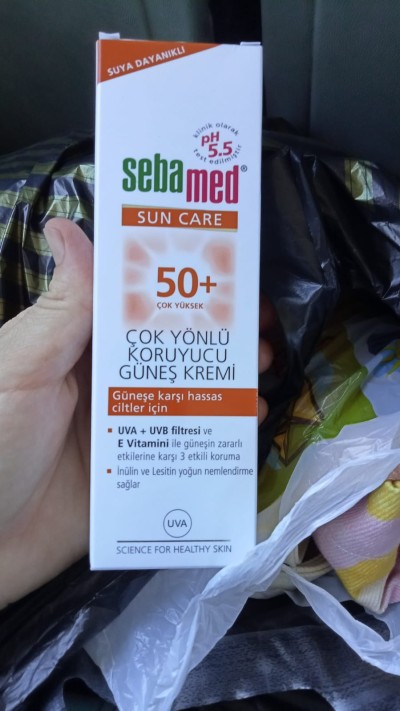 SUYA DAYANIKLI
klinik olarak
pH
5.5
test edilmiştir
sebamed®
SUN CARE
50+
ÇOK YÜKSEK
ÇOK YÖNLÜ
KORUYUCU
GÜNEŞ KREMİ
Güneşe karşı hassas
ciltler için
UVA + UVB filtresi ve
E Vitamini ile güneşin zararlı
etkilerine karşı 3 etkili koruma
İnülin ve Lesitin yoğun nemlendirme
sağlar
UVA
SCIENCE FOR HEALTHY SKIN